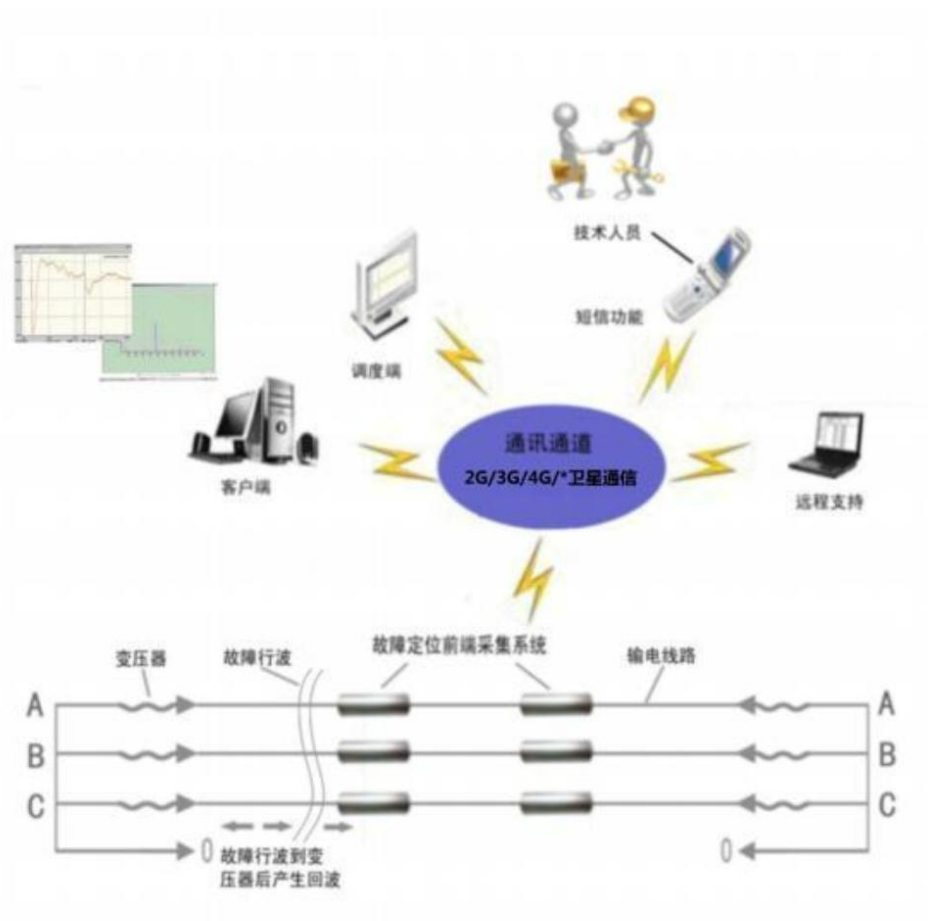 技术人员
短信功能
调度端
通讯通道
2G/3G/4G/*卫星通信
客户端
远程支持
故障定位前端采集系统
变压器
故障行波
输电线路
A
A
B
B
C
C
0
0
故障行波到变
压器后产生回波